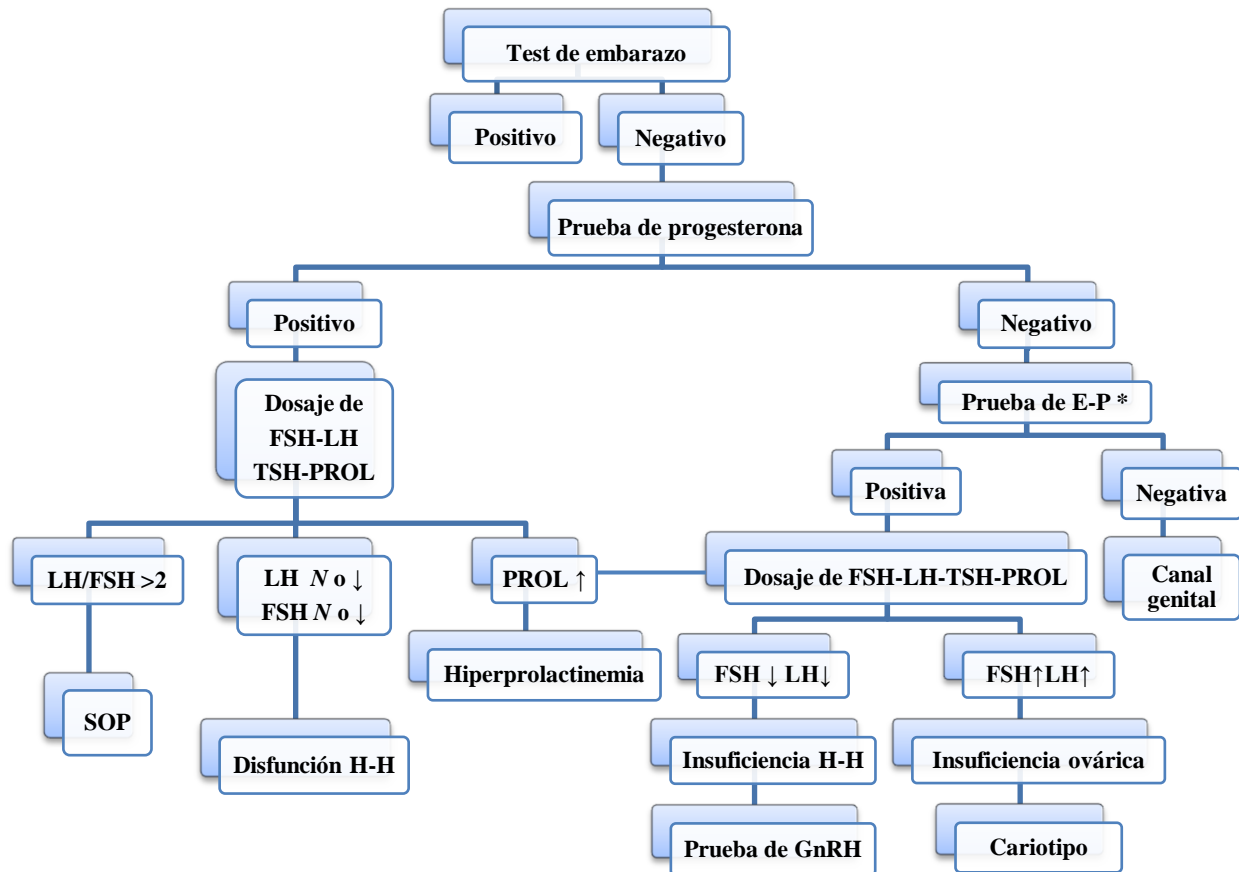 Test de embarazo
Positivo
Negativo
Prueba de progesterona
Positivo
Negativo
Dosaje de
FSH-LH
TSH-PROL
Prueba de E-P *
Positiva
Negativa
LH/FSH >2
LH N o ↓
FSH N o ↓
PROL ↑
Dosaje de FSH-LH-TSH-PROL
Canal
genital
Hiperprolactinemia
FSH ↓ LH↓
FSH↑LH↑
SOP
Disfunción H-H
Insuficiencia H-H
Insuficiencia ovárica
Prueba de GnRH
Cariotipo